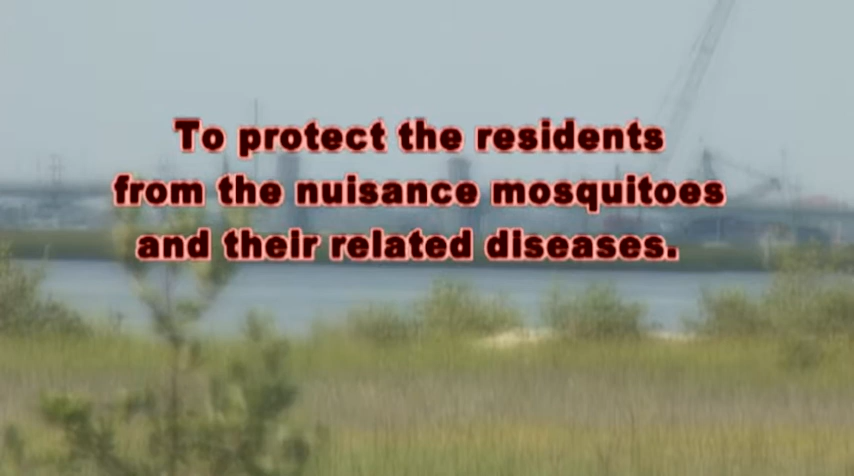 To protect the residents
from the nuisance mosquitoes
and their related diseases.